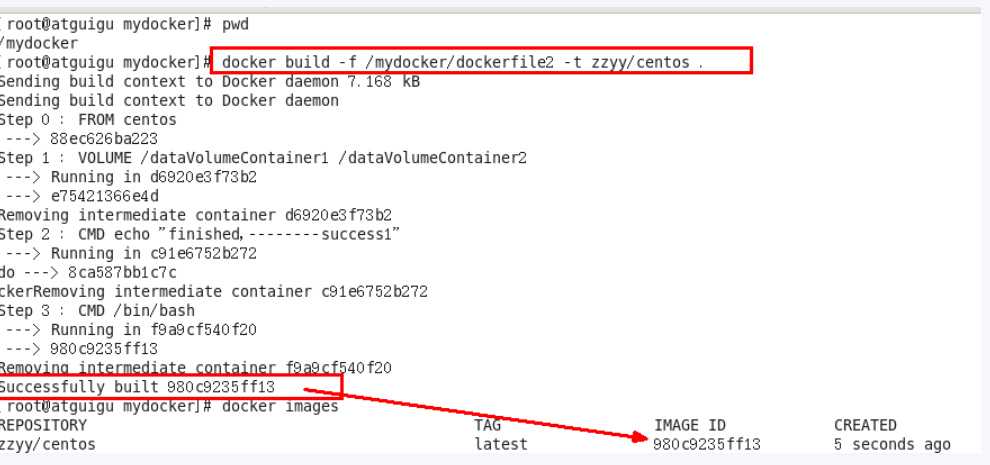 [root@atguigu mydocker]# pwd
/mydocker
[root@atguigu mydocker]# docker build -f /mydocker/dockerfile2 -t zzyy/centos .
Sending build context to Docker daemon 7.168 kB
Sending build context to Docker daemon
Step 0 : FROM centos
---> 88ec626ba223
Step 1 : VOLUME /dataVolumeContainer1 /dataVolumeContainer2
---> Running in d6920e3f73b2
---> e75421366e4d
Removing intermediate container d6920e3f73b2
Step 2 : CMD echo "finished,--------success1"
---> Running in c91e6752b272
do ---> 8ca587bb1c7c
ckerRemoving intermediate container c91e6752b272
Step 3 : CMD /bin/bash
---> Running in f9a9cf540f20
---> 980c9235ff13
Removing intermediate container f9a9cf540f20
Successfully built 980c9235ff13
[root@atguigu mydocker]# docker images
REPOSITORY TAG IMAGE ID CREATED
zzyy/centos latest 980c9235ff13 5 seconds ago